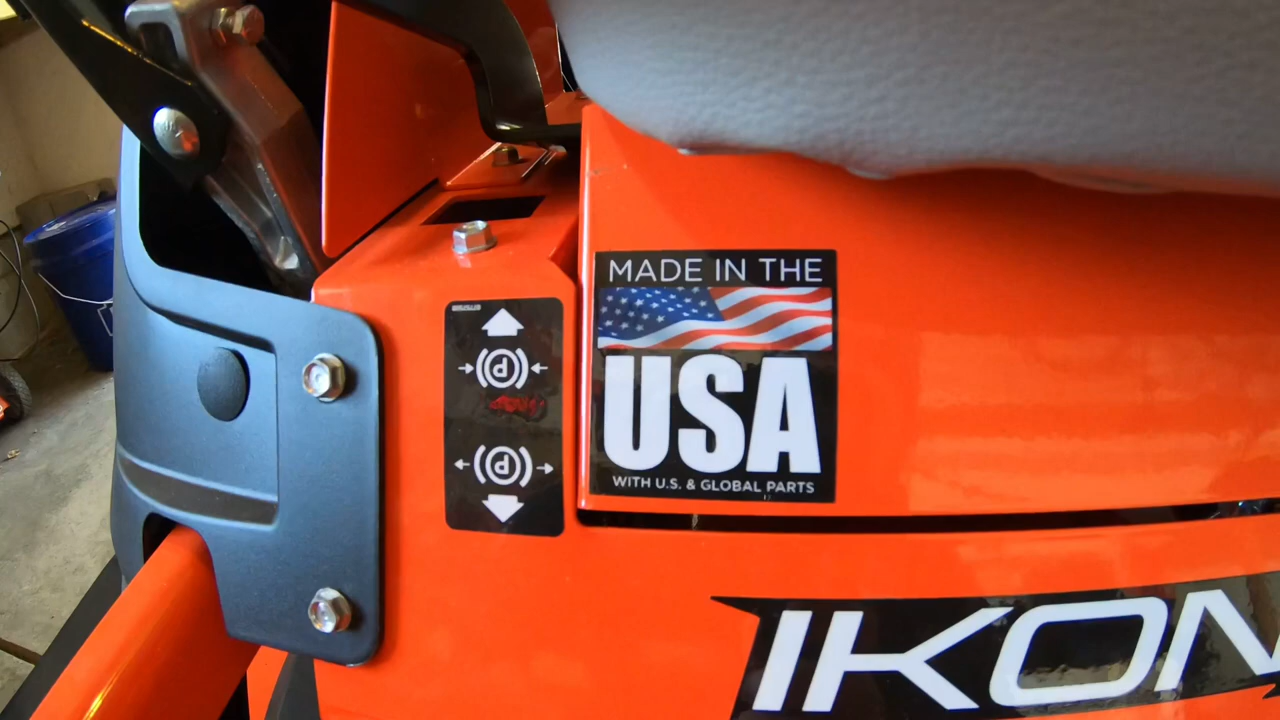 MADE IN THE
USA
WITH U.S. & GLOBAL PARTS
P
P
IKON